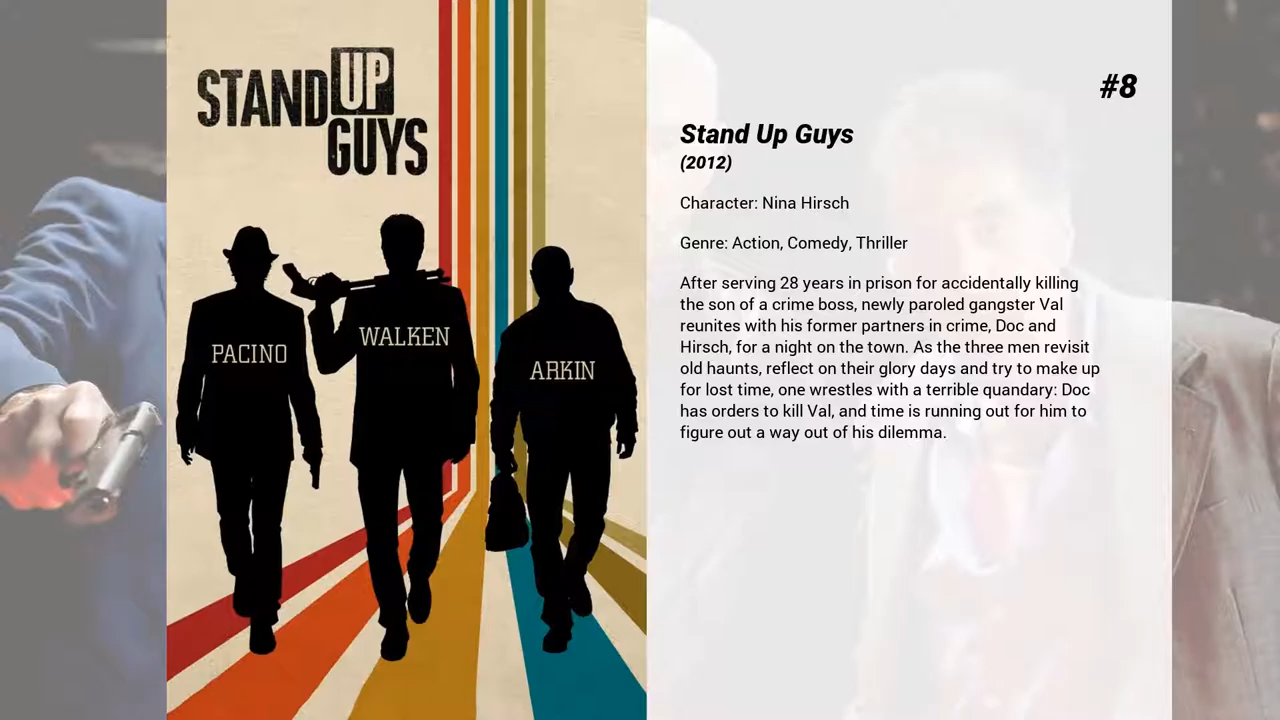 STAND UP
GUYS
PACINO
WALKEN
ARKIN
#8
Stand Up Guys
(2012)
Character: Nina Hirsch
Genre: Action, Comedy, Thriller
After serving 28 years in prison for accidentally killing
the son of a crime boss, newly paroled gangster Val
reunites with his former partners in crime, Doc and
Hirsch, for a night on the town. As the three men revisit
old haunts, reflect on their glory days and try to make up
for lost time, one wrestles with a terrible quandary: Doc
has orders to kill Val, and time is running out for him to
figure out a way out of his dilemma.